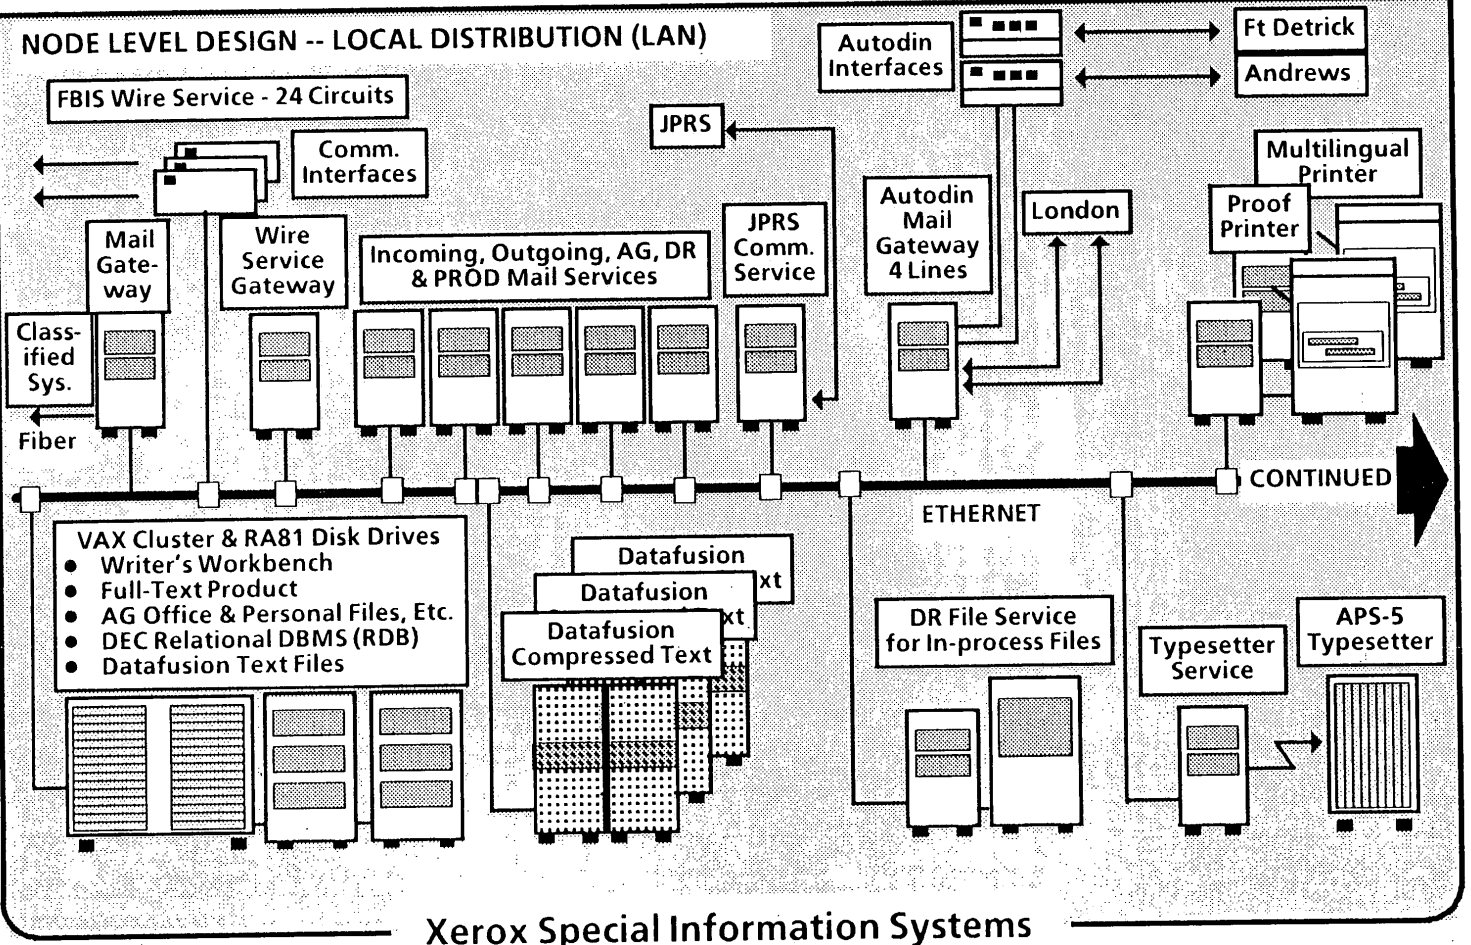 NODE LEVEL DESIGN -- LOCAL DISTRIBUTION (LAN)
Autodin
Interfaces
Ft Detrick
Andrews
FBIS Wire Service - 24 Circuits
Comm.
Interfaces
JPRS
Multilingual
Printer
Proof
Printer
Mail
Gate-
way
Wire
Service
Gateway
Incoming, Outgoing, AG, DR
& PROD Mail Services
JPRS
Comm.
Service
Autodin
Mail
Gateway
4 Lines
London
Class-
ified
Sys.
Fiber
CONTINUED
ETHERNET
VAX Cluster & RA81 Disk Drives
● Writer's Workbench
● Full-Text Product
● AG Office & Personal Files, Etc.
● DEC Relational DBMS (RDB)
● Datafusion Text Files
Datafusion
xt
Datafusion
xt
Datafusion
Compressed Text
DR File Service
for In-process Files
Typesetter
Service
APS-5
Typesetter
Xerox Special Information Systems